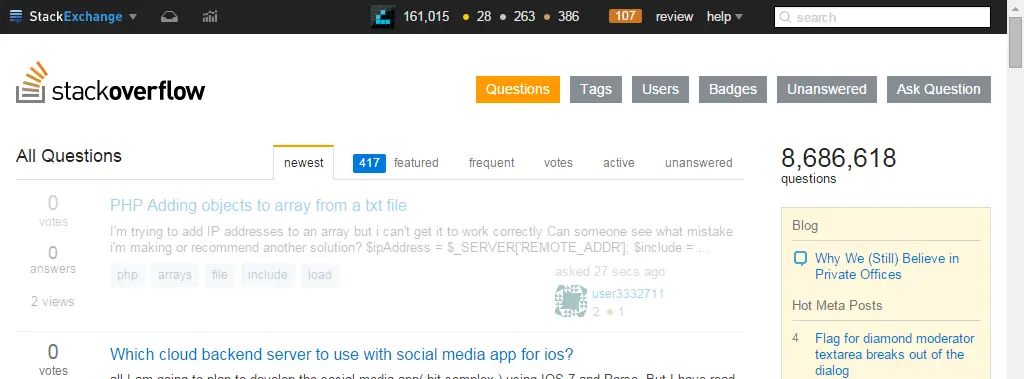 StackExchange 161,015 28 263 386 107 review help search
stackoverflow
Questions Tags Users Badges Unanswered Ask Question
All Questions
newest 417 featured frequent votes active unanswered
8,686,618
questions
0
votes
0
answers
2 views
PHP Adding objects to array from a txt file
I'm trying to add IP addresses to an array but i can't get it to work correctly Can someone see what mistake
i'm making or recommend another solution? $ipAddress = $_SERVER['REMOTE_ADDR']; $include = ...
php arrays file include load
asked 27 secs ago
user3332711
2 1
0
votes
Which cloud backend server to use with social media app for ios?
all I am going to plan to develop the social media app( bit complex ) using IOS 7 and Parse. But I have read
Blog
Why We (Still) Believe in
Private Offices
Hot Meta Posts
4 Flag for diamond moderator
textarea breaks out of the
dialog